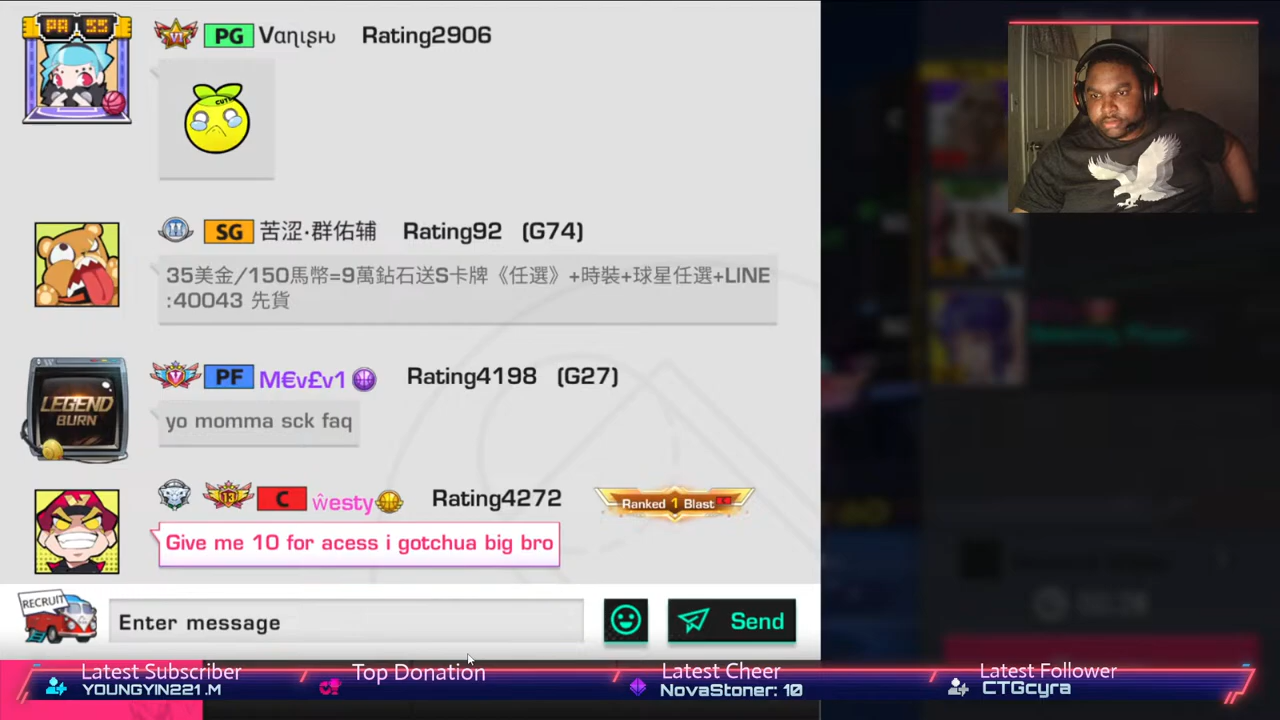 PA SS
VI PG Vαηιʂн Rating2906
CUTE
SG 苦涩·群佑辅 Rating92 (G74)
35美金/150馬幣=9萬鉆石送S卡牌《任選》+時裝+球星任選+LINE
:40043 先貨
V PF M€v£v1 Rating4198 (G27)
LEGEND
BURN
yo momma sck faq
13 C ŵesty Rating4272 Ranked 1 Blast
Give me 10 for acess i gotchua big bro
RECRUIT
Enter message
Send
Latest Subscriber
YOUNGYIN221.M
Top Donation
Latest Cheer
NovaStoner: 10
Latest Follower
CTGcyra